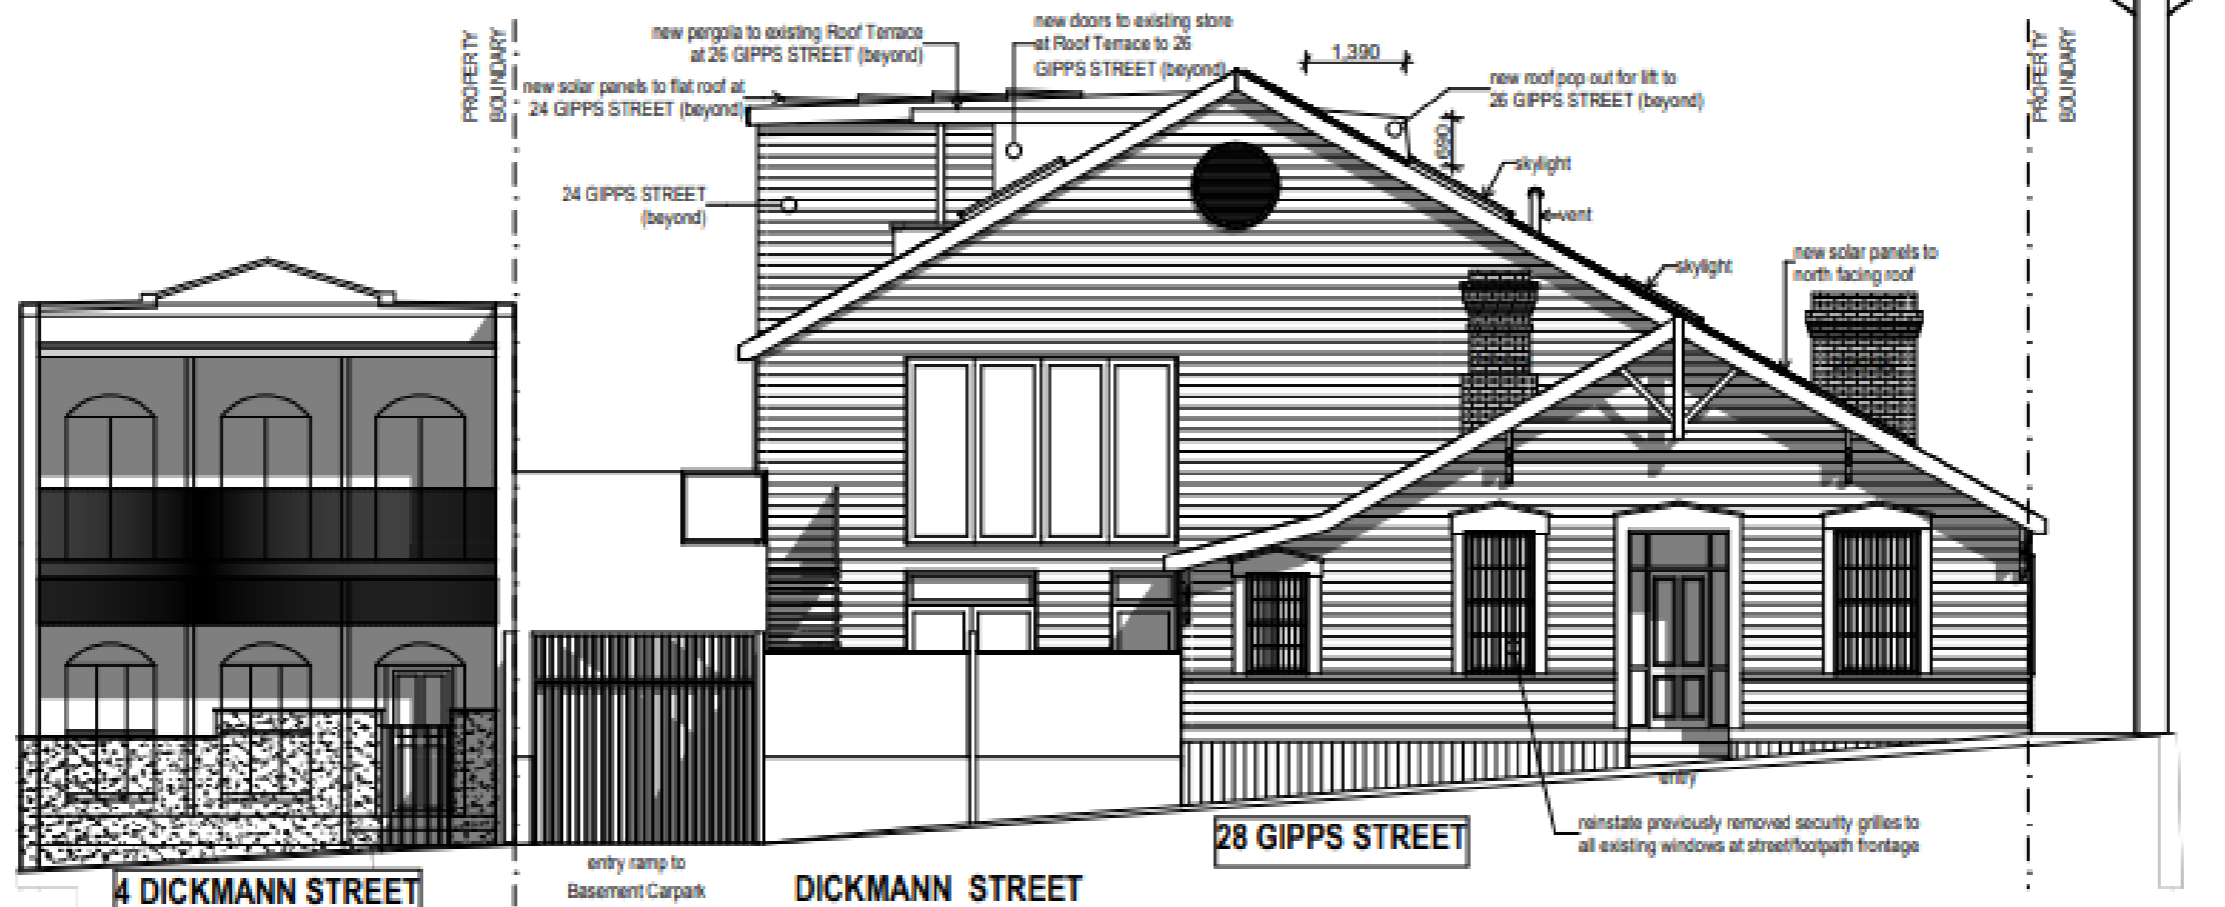 PROPERTY
BOUNDARY
new pergola to existing Roof Terrace
at 26 GIPPS STREET (beyond)
new doors to existing store
at Roof Terrace to 26
GIPPS STREET (beyond)
1,390
new solar panels to flat roof at
24 GIPPS STREET (beyond)
new roof pop out for lift to
26 GIPPS STREET (beyond)
690
PROPERTY
BOUNDARY
skylight
24 GIPPS STREET
(beyond)
vent
skylight
new solar panels to
north facing roof
entry
reinstate previously removed security grilles to
all existing windows at street/footpath frontage
28 GIPPS STREET
entry ramp to
Basement Carpark
4 DICKMANN STREET
DICKMANN STREET